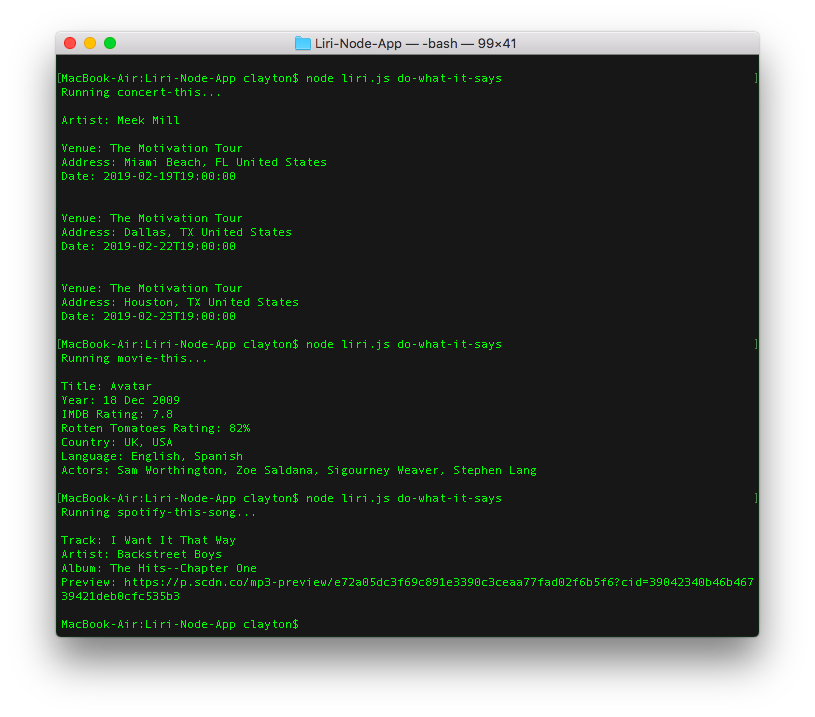 Liri-Node-App — -bash — 99×41
[MacBook-Air:Liri-Node-App clayton$ node liri.js do-what-it-says ]
Running concert-this...
Artist: Meek Mill
Venue: The Motivation Tour
Address: Miami Beach, FL United States
Date: 2019-02-19T19:00:00
Venue: The Motivation Tour
Address: Dallas, TX United States
Date: 2019-02-22T19:00:00
Venue: The Motivation Tour
Address: Houston, TX United States
Date: 2019-02-23T19:00:00
[MacBook-Air:Liri-Node-App clayton$ node liri.js do-what-it-says ]
Running movie-this...
Title: Avatar
Year: 18 Dec 2009
IMDB Rating: 7.8
Rotten Tomatoes Rating: 82%
Country: UK, USA
Language: English, Spanish
Actors: Sam Worthington, Zoe Saldana, Sigourney Weaver, Stephen Lang
[MacBook-Air:Liri-Node-App clayton$ node liri.js do-what-it-says ]
Running spotify-this-song...
Track: I Want It That Way
Artist: Backstreet Boys
Album: The Hits--Chapter One
Preview: https://p.scdn.co/mp3-preview/e72a05dc3f69c891e3390c3ceaa77fad02f6b5f6?cid=39042340b46b467
39421deb0cfc535b3
MacBook-Air:Liri-Node-App clayton$